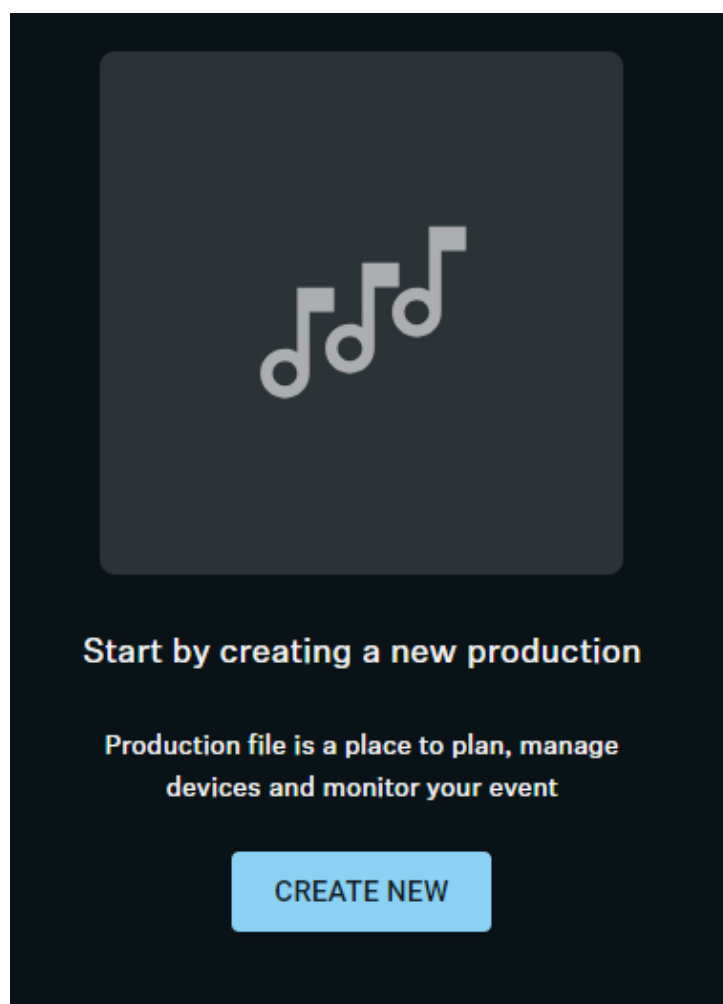 Start by creating a new production
Production file is a place to plan, manage
devices and monitor your event
CREATE NEW